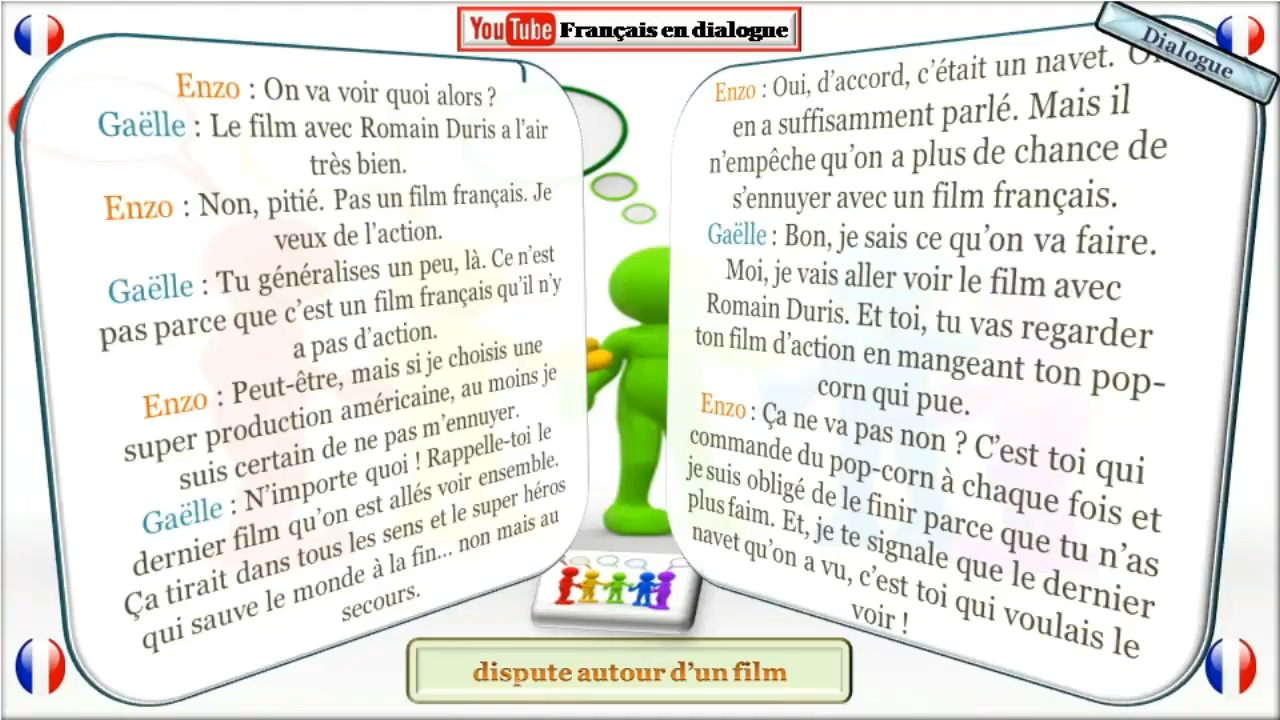 YouTube Français en dialogue
Dialogue
Enzo : On va voir quoi alors ?
Gaëlle : Le film avec Romain Duris a l'air
très bien.
Enzo : Non, pitié. Pas un film français. Je
veux de l'action.
Gaëlle : Tu généralises un peu, là. Ce n'est
pas parce que c'est un film français qu'il n'y
a pas d'action.
Enzo : Peut-être, mais si je choisis une
super production américaine, au moins je
suis certain de ne pas m'ennuyer.
Gaëlle : N'importe quoi ! Rappelle-toi le
dernier film qu'on est allés voir ensemble.
Ça tirait dans tous les sens et le super héros
qui sauve le monde à la fin... non mais au
secours.
Enzo : Oui, d'accord, c'était un navet.
en a suffisamment parlé. Mais il
n'empêche qu'on a plus de chance de
s'ennuyer avec un film français.
Gaëlle : Bon, je sais ce qu'on va faire.
Moi, je vais aller voir le film avec
Romain Duris. Et toi, tu vas regarder
ton film d'action en mangeant ton pop-
corn qui pue.
Enzo : Ça ne va pas non ? C'est toi qui
commande du pop-corn à chaque fois et
je suis obligé de le finir parce que tu n'as
plus faim. Et, je te signale que le dernier
navet qu'on a vu, c'est toi qui voulais le
voir !
dispute autour d'un film